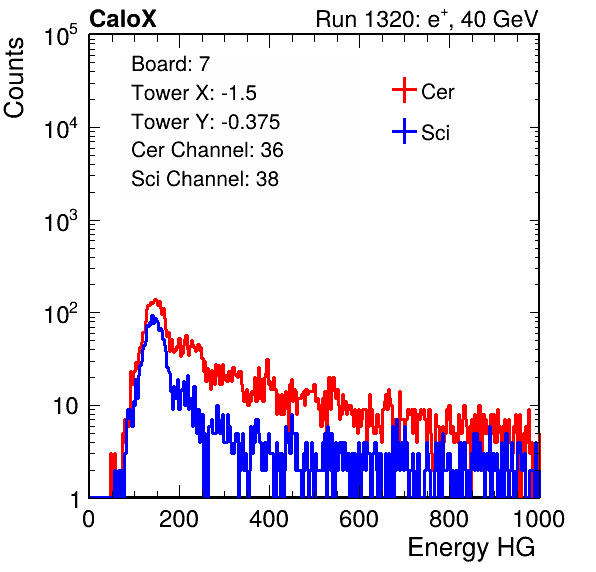 CaloX Run 1320: e⁺, 40 GeV
Counts
10⁵
10⁴
10³
10²
10
1
Board: 7
Tower X: -1.5
Tower Y: -0.375
Cer Channel: 36
Sci Channel: 38
Cer
Sci
0 200 400 600 800 1000
Energy HG